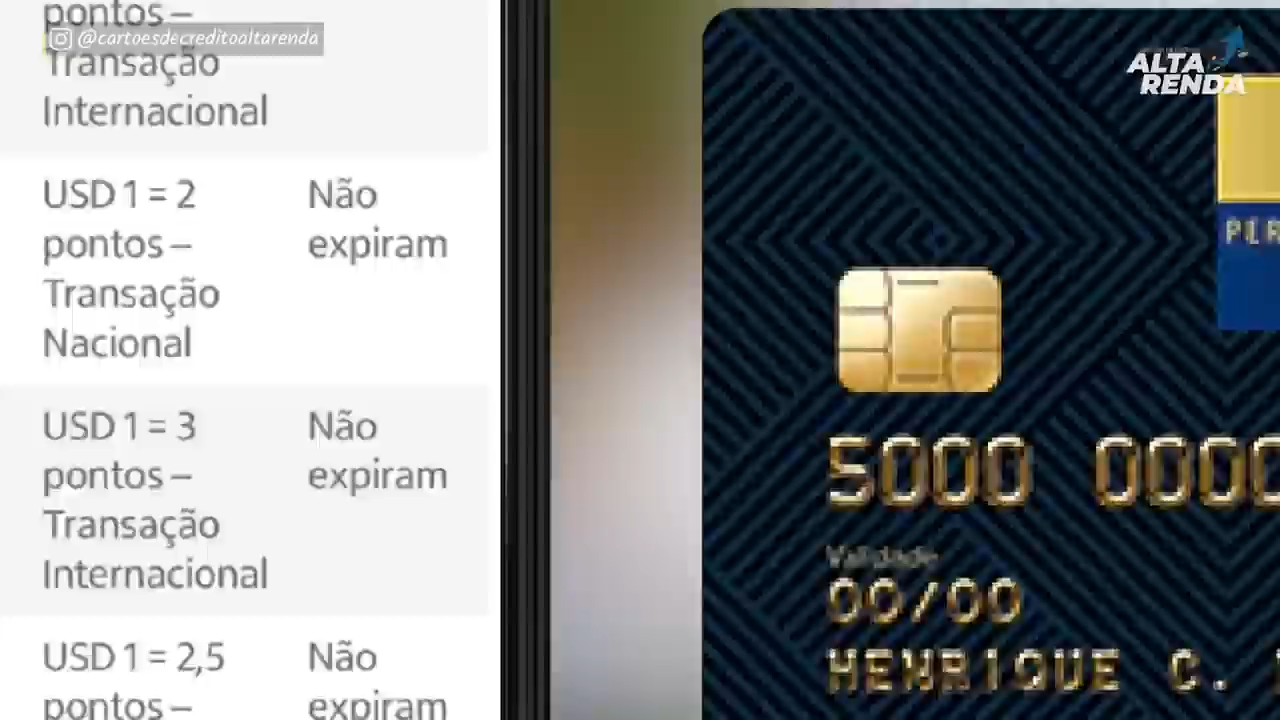 pontos –
@cartoesdecreditoaltarenda
Transação
Internacional
USD 1 = 2
pontos –
Transação
Nacional
Não
expiram
USD 1 = 3
pontos –
Transação
Internacional
Não
expiram
USD 1 = 2,5
pontos –
Não
expiram
ALTA
RENDA
5000 0000
Validade
00/00
HENRIQUE C.